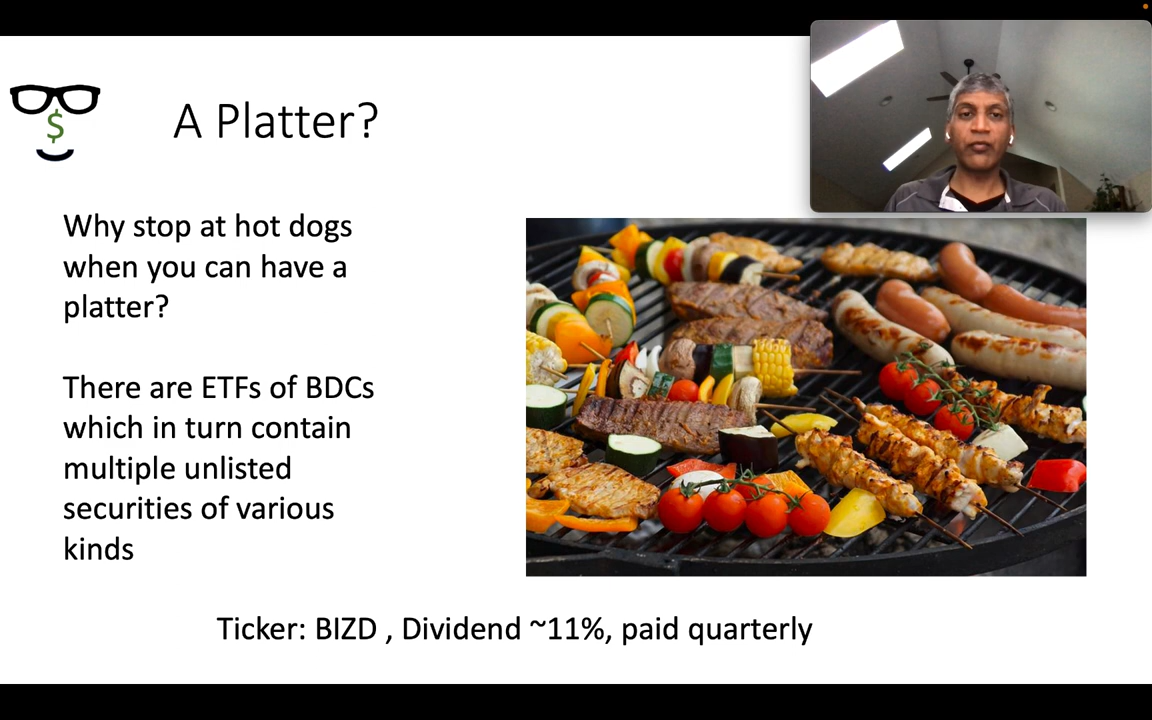 $
A Platter?
Why stop at hot dogs
when you can have a
platter?
There are ETFs of BDCs
which in turn contain
multiple unlisted
securities of various
kinds
Ticker: BIZD , Dividend ~11%, paid quarterly